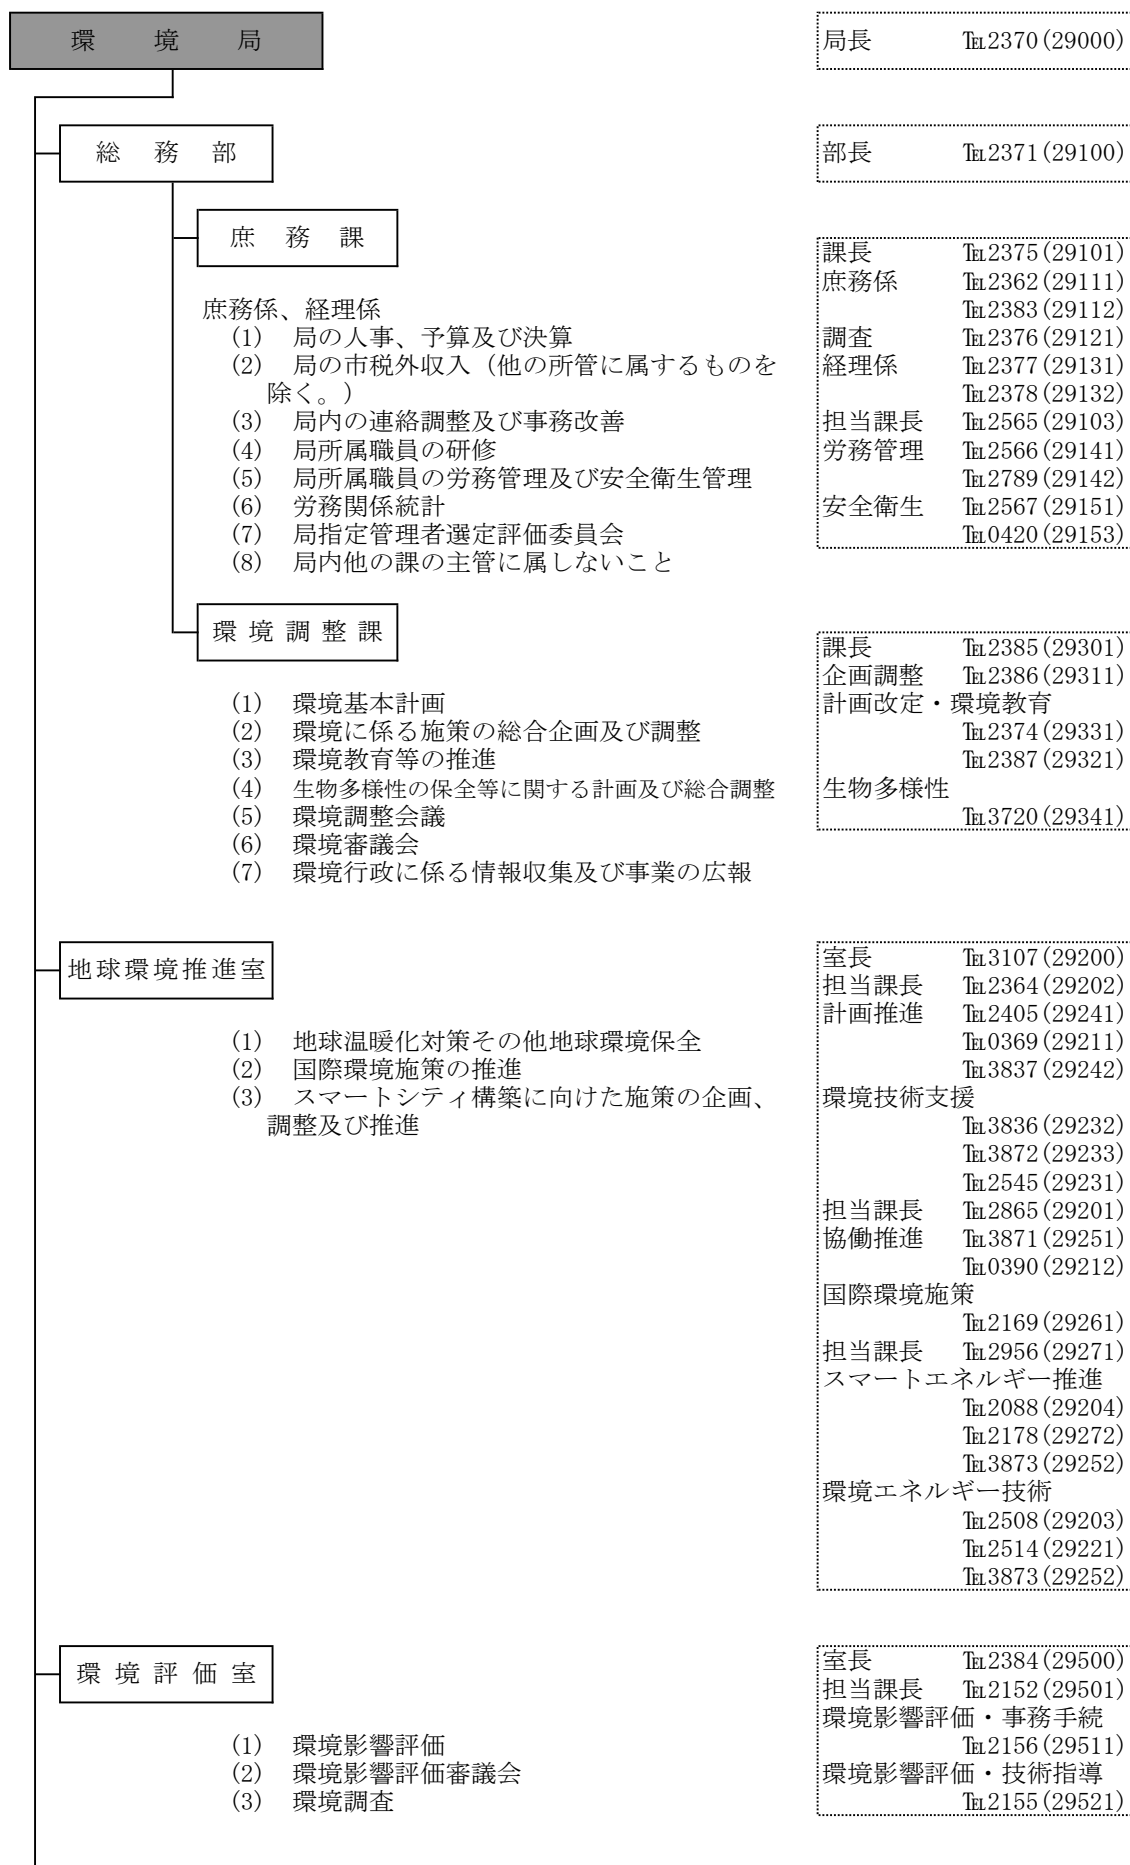 環境局
局長 ℡2370(29000)
総務部
部長 ℡2371(29100)
庶務課
庶務係、経理係
(1) 局の人事、予算及び決算
(2) 局の市税外収入（他の所管に属するものを
除く。）
(3) 局内の連絡調整及び事務改善
(4) 局所属職員の研修
(5) 局所属職員の労務管理及び安全衛生管理
(6) 労務関係統計
(7) 局指定管理者選定評価委員会
(8) 局内他の課の主管に属しないこと
課長 ℡2375(29101)
庶務係 ℡2362(29111)
℡2383(29112)
調査 ℡2376(29121)
経理係 ℡2377(29131)
℡2378(29132)
担当課長 ℡2565(29103)
労務管理 ℡2566(29141)
℡2789(29142)
安全衛生 ℡2567(29151)
℡0420(29153)
環境調整課
(1) 環境基本計画
(2) 環境に係る施策の総合企画及び調整
(3) 環境教育等の推進
(4) 生物多様性の保全等に関する計画及び総合調整
(5) 環境調整会議
(6) 環境審議会
(7) 環境行政に係る情報収集及び事業の広報
課長 ℡2385(29301)
企画調整 ℡2386(29311)
計画改定・環境教育
℡2374(29331)
℡2387(29321)
生物多様性
℡3720(29341)
地球環境推進室
(1) 地球温暖化対策その他地球環境保全
(2) 国際環境施策の推進
(3) スマートシティ構築に向けた施策の企画、
調整及び推進
室長 ℡3107(29200)
担当課長 ℡2364(29202)
計画推進 ℡2405(29241)
℡0369(29211)
℡3837(29242)
環境技術支援
℡3836(29232)
℡3872(29233)
℡2545(29231)
担当課長 ℡2865(29201)
協働推進 ℡3871(29251)
℡0390(29212)
国際環境施策
℡2169(29261)
担当課長 ℡2956(29271)
スマートエネルギー推進
℡2088(29204)
℡2178(29272)
℡3873(29252)
環境エネルギー技術
℡2508(29203)
℡2514(29221)
℡3873(29252)
環境評価室
(1) 環境影響評価
(2) 環境影響評価審議会
(3) 環境調査
室長 ℡2384(29500)
担当課長 ℡2152(29501)
環境影響評価・事務手続
℡2156(29511)
環境影響評価・技術指導
℡2155(29521)